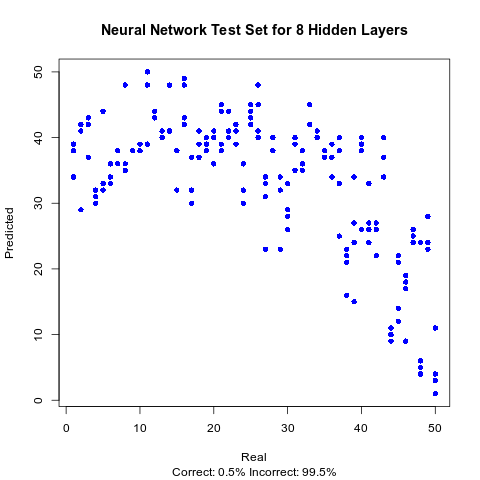 Neural Network Test Set for 8 Hidden Layers
Predicted
50
40
30
20
10
0
0 10 20 30 40 50
Real
Correct: 0.5% Incorrect: 99.5%